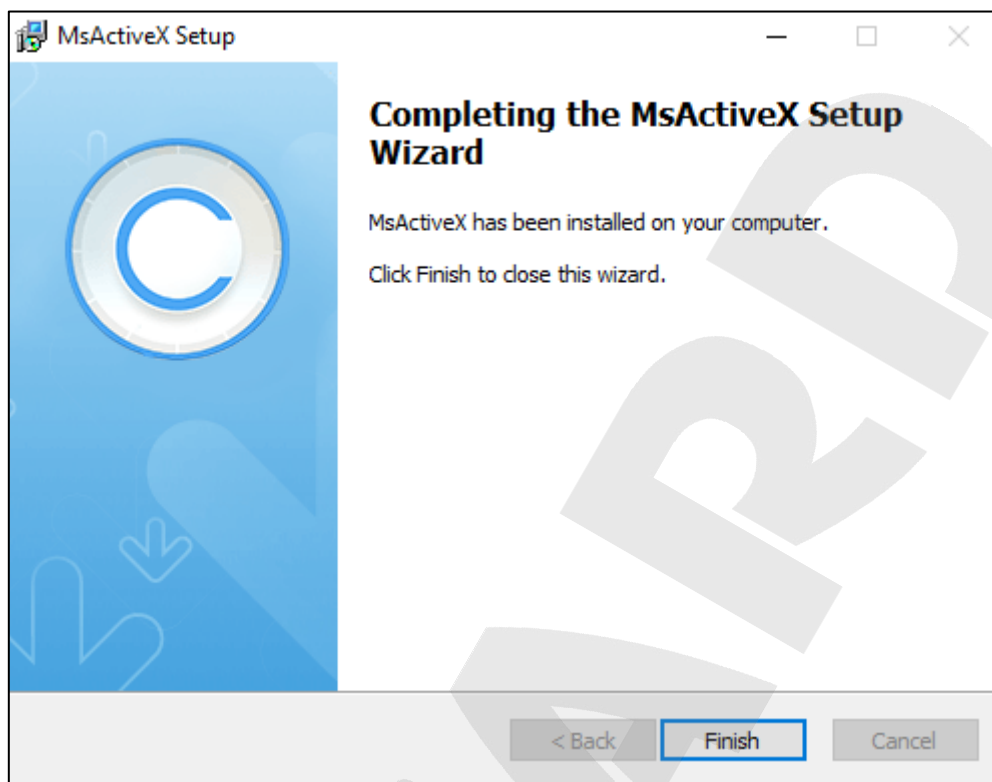 MsActiveX Setup
Completing the MsActiveX Setup
Wizard
MsActiveX has been installed on your computer.
Click Finish to close this wizard.
< Back
Finish
Cancel
ARD